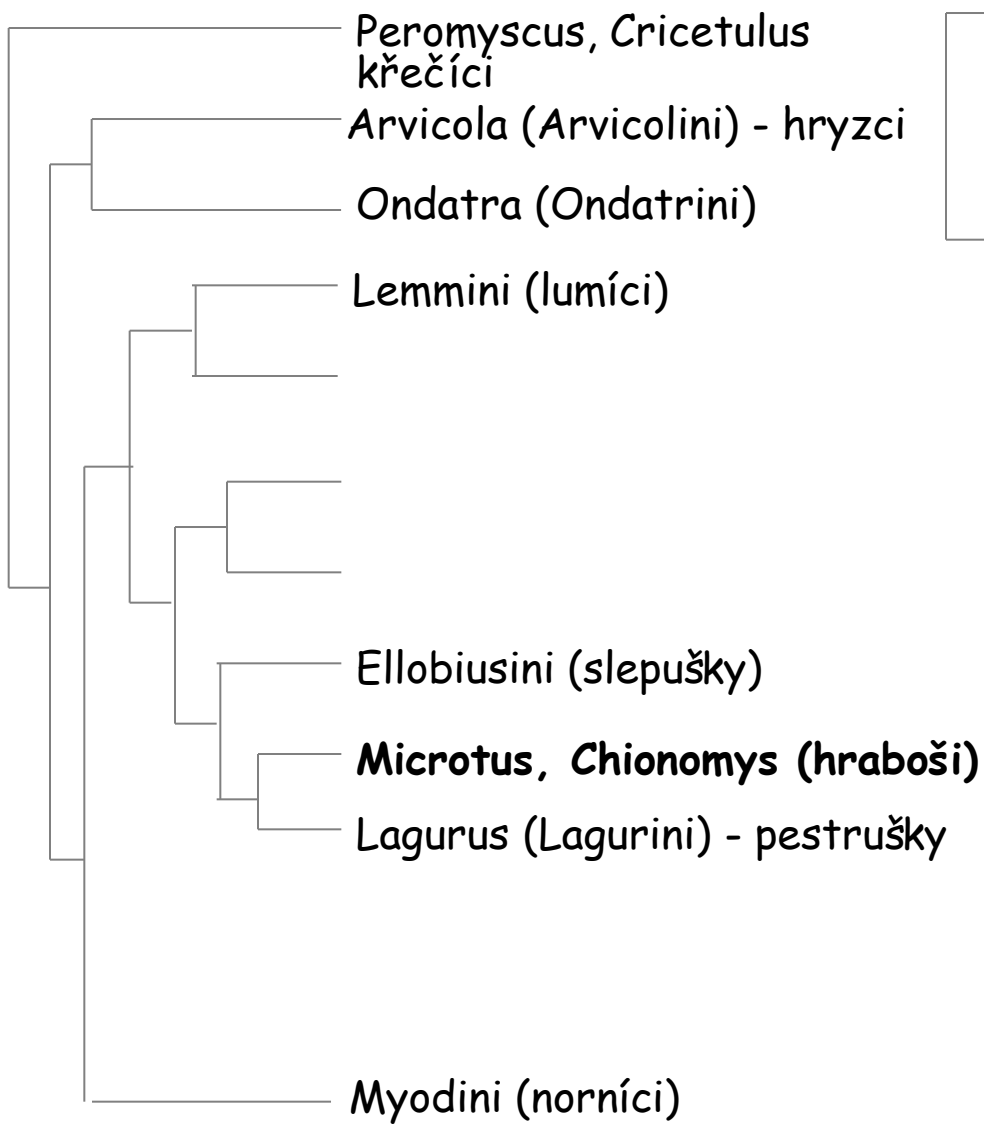 Peromyscus, Cricetulus
křečíci
Arvicola (Arvicolini) - hryzci
Ondatra (Ondatrini)
Lemmini (lumíci)
Ellobiusini (slepušky)
Microtus, Chionomys (hraboši)
Lagurus (Lagurini) - pestrušky
Myodini (norníci)